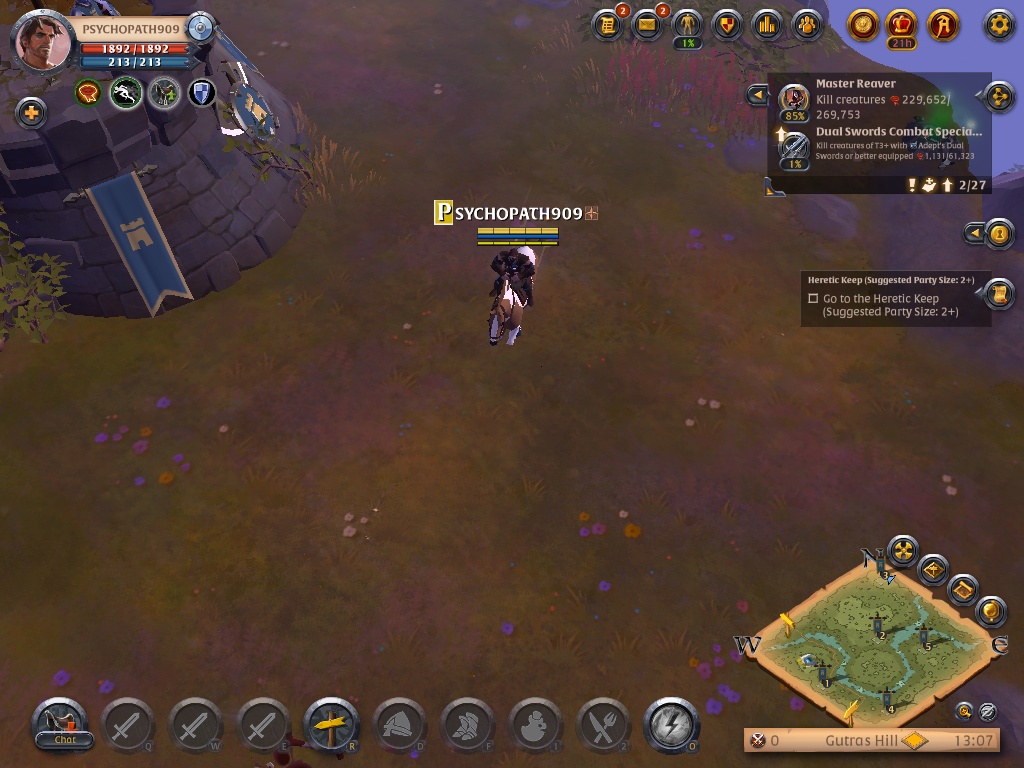 PSYCHOPATH909
1892 / 1892
213 / 213
2
2
1%
21h
Master Reaver
Kill creatures 229,652/
269,753
85%
Dual Swords Combat Specia...
Kill creatures of T3+ with Adept's Dual
Swords or better equipped 1,131/61,323
1%
2/27
PSYCHOPATH909
Heretic Keep (Suggested Party Size: 2+)
Go to the Heretic Keep
(Suggested Party Size: 2+)
N
W
E
3
2
5
1
4
Chat
Q
W
E
R
D
F
1
2
O
0
Gutras Hill
13:07